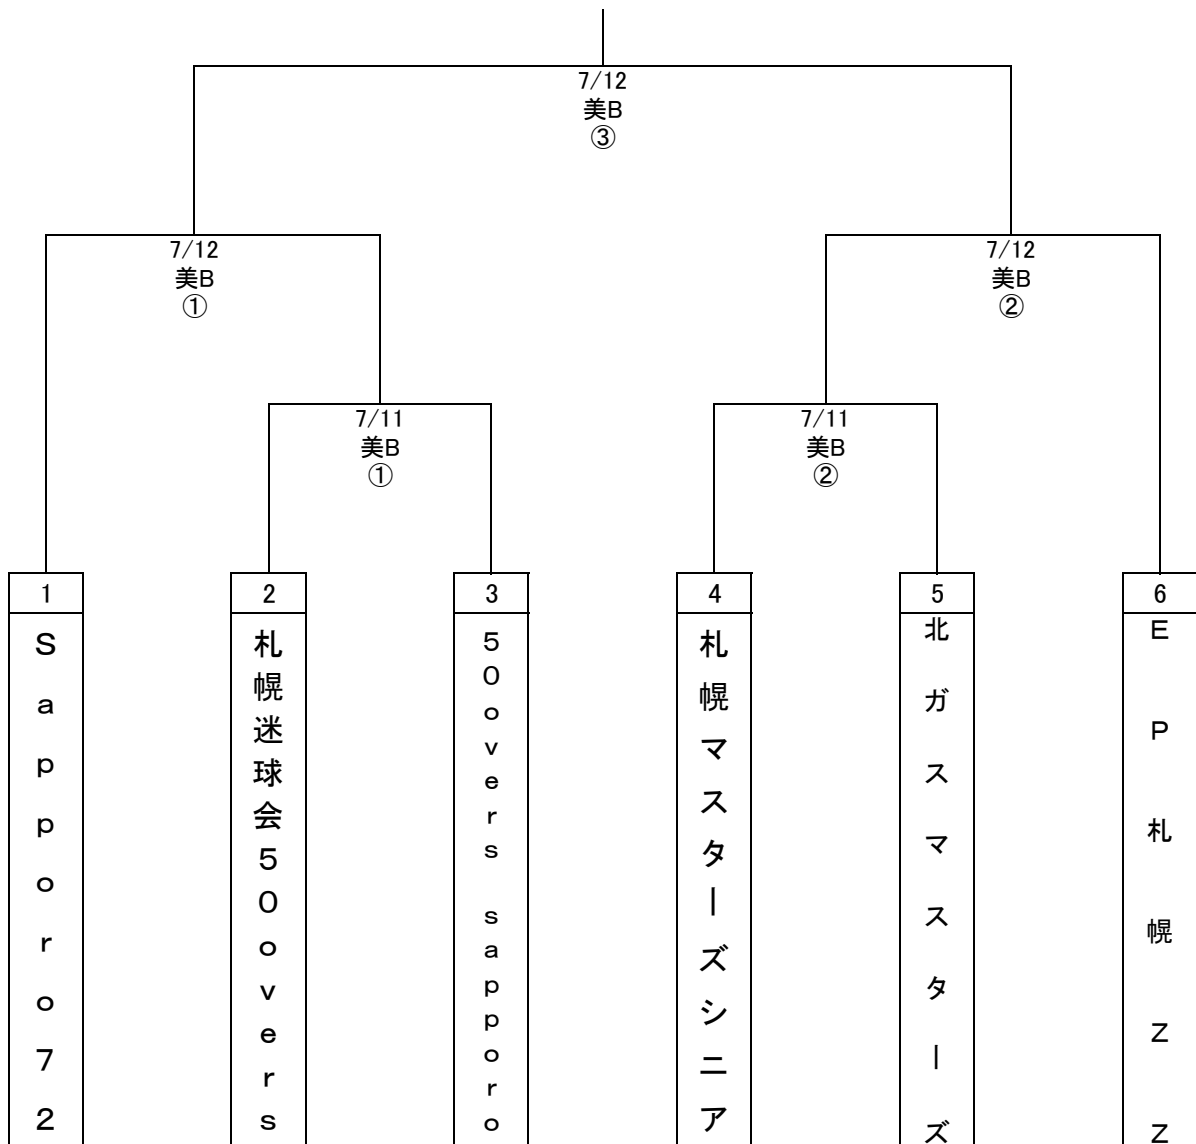 7/12
美B
③
7/12
美B
①
7/12
美B
②
7/11
美B
①
7/11
美B
②
1
2
3
4
5
6
Sapporo72
札幌迷球会50overs
50overs sapporo
札幌マスターズシニア
北ガスマスターズ
EP札幌ZZ